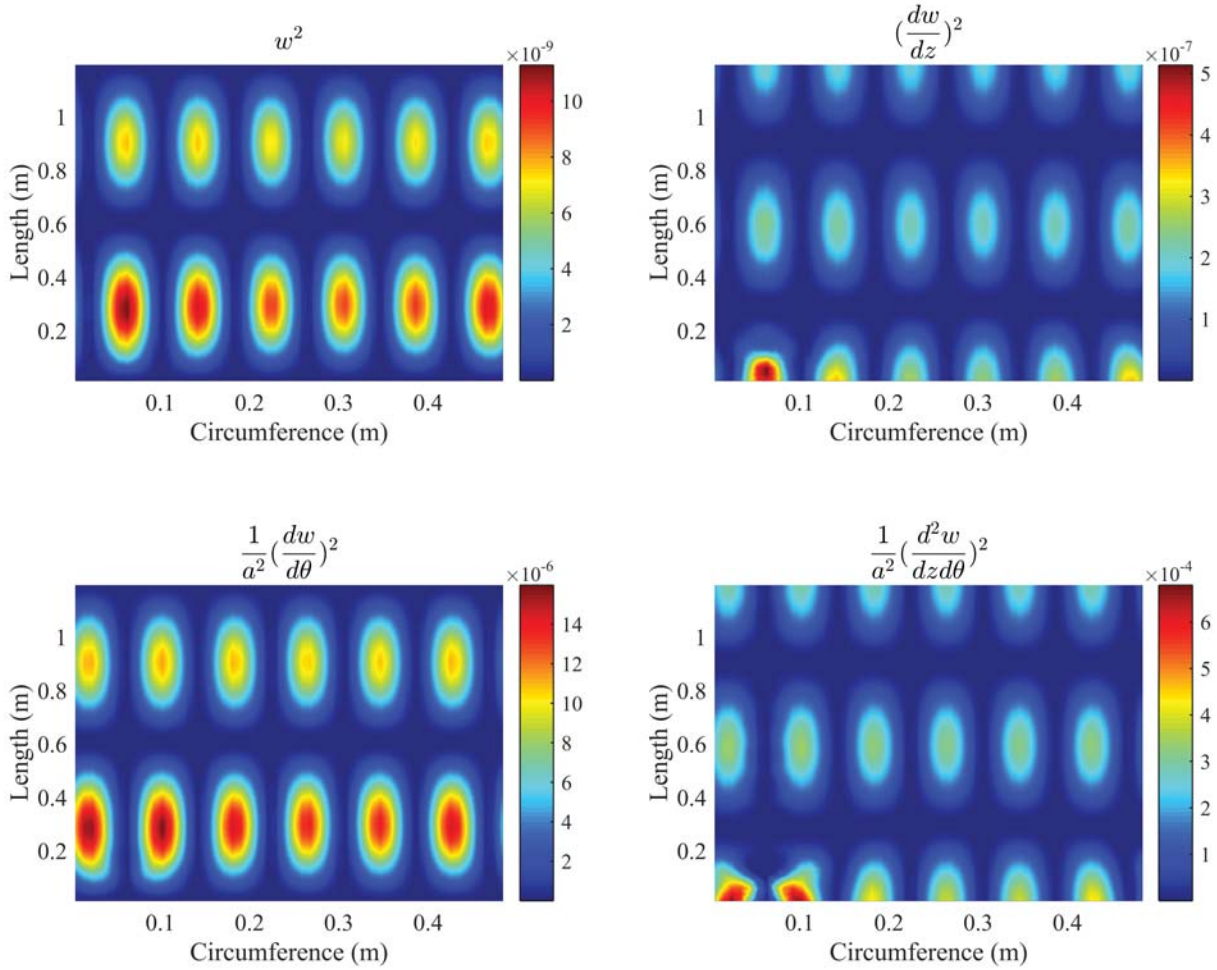 w²
×10⁻⁹
Length (m)
1
0.8
0.6
0.4
0.2
10
8
6
4
2
0.1 0.2 0.3 0.4
Circumference (m)
(dw/dz)²
×10⁻⁷
Length (m)
1
0.8
0.6
0.4
0.2
5
4
3
2
1
0.1 0.2 0.3 0.4
Circumference (m)
1/a² (dw/dθ)²
×10⁻⁶
Length (m)
1
0.8
0.6
0.4
0.2
14
12
10
8
6
4
2
0.1 0.2 0.3 0.4
Circumference (m)
1/a² (d²w/dzdθ)²
×10⁻⁴
Length (m)
1
0.8
0.6
0.4
0.2
6
5
4
3
2
1
0.1 0.2 0.3 0.4
Circumference (m)